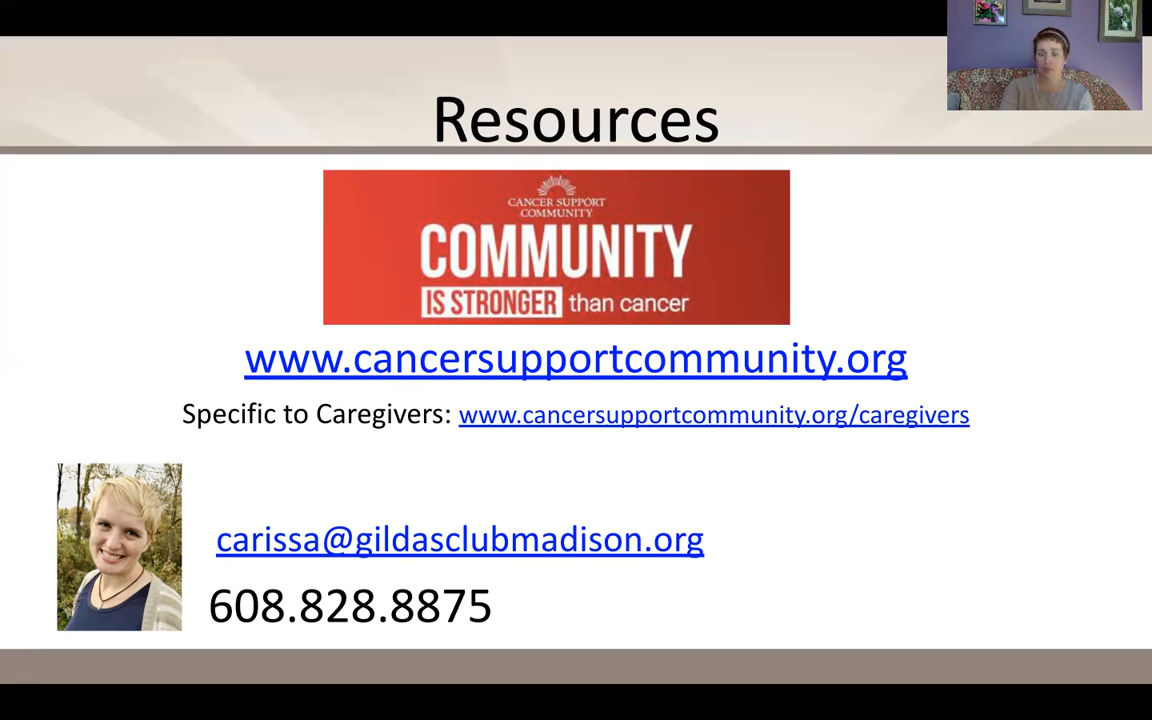 Resources
CANCER SUPPORT
COMMUNITY
COMMUNITY
IS STRONGER than cancer
www.cancersupportcommunity.org
Specific to Caregivers: www.cancersupportcommunity.org/caregivers
carissa@gildasclubmadison.org
608.828.8875